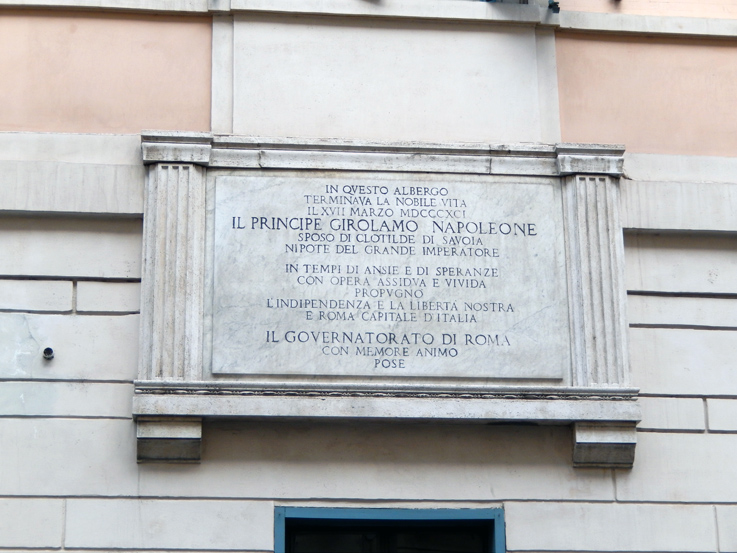 IN QVESTO ALBERGO
TERMINAVA LA NOBILE VITA
IL XVII MARZO MDCCCXCI
IL PRINCIPE GIROLAMO NAPOLEONE
SPOSO DI CLOTILDE DI SAVOIA
NIPOTE DEL GRANDE IMPERATORE
IN TEMPI DI ANSIE E DI SPERANZE
CON OPERA ASSIDVA E VIVIDA
PROPVGNÒ
L'INDIPENDENZA E LA LIBERTÀ NOSTRA
E ROMA CAPITALE D'ITALIA
IL GOVERNATORATO DI ROMA
CON MEMORE ANIMO
POSE